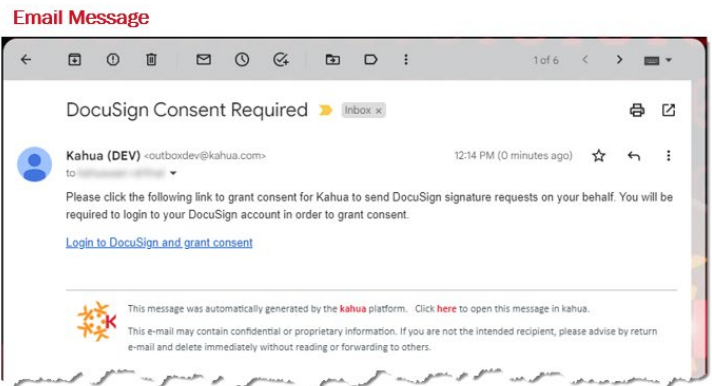 Email Message
1 of 6
DocuSign Consent Required Inbox x
Kahua (DEV) <outboxdev@kahua.com> 12:14 PM (0 minutes ago)
to
Please click the following link to grant consent for Kahua to send DocuSign signature requests on your behalf. You will be
required to login to your DocuSign account in order to grant consent.
Login to DocuSign and grant consent
This message was automatically generated by the kahua platform. Click here to open this message in kahua.
This e-mail may contain confidential or proprietary information. If you are not the intended recipient, please advise by return
e-mail and delete immediately without reading or forwarding to others.